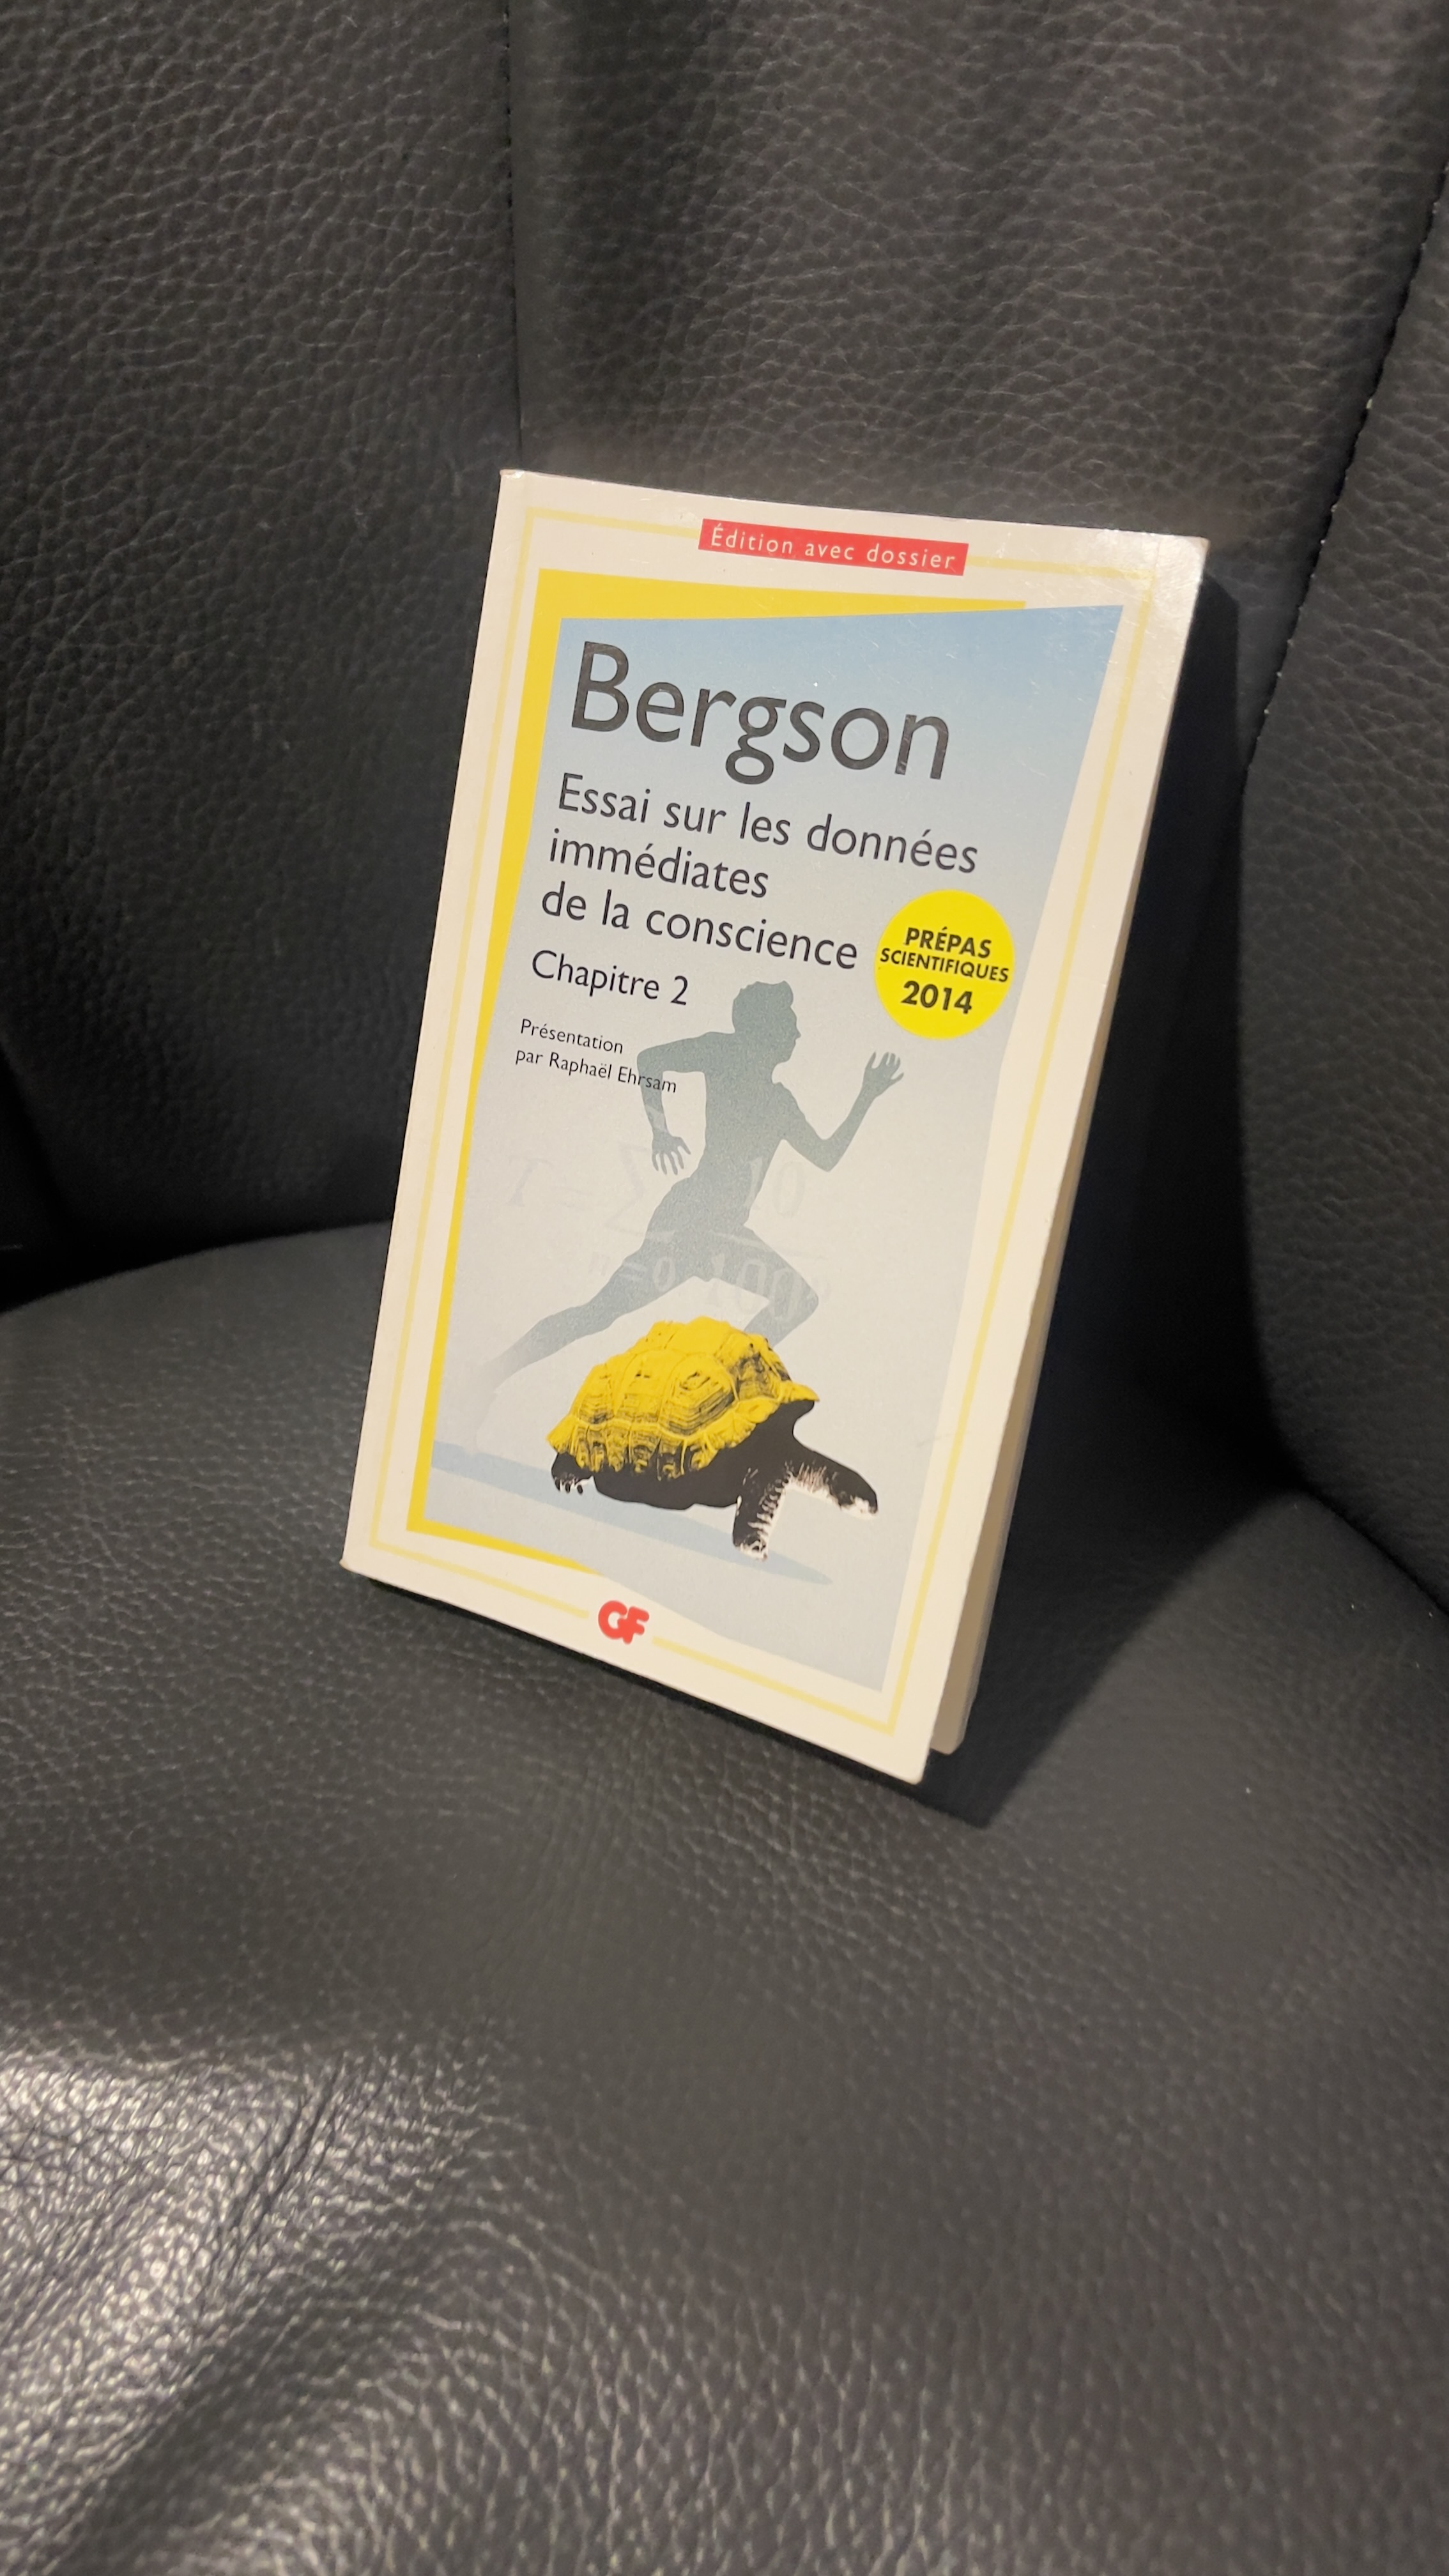 Édition avec dossier
Bergson
Essai sur les données
immédiates
de la conscience
Chapitre 2
PRÉPAS
SCIENTIFIQUES
2014
Présentation
par Raphaël Ehrsam
GF